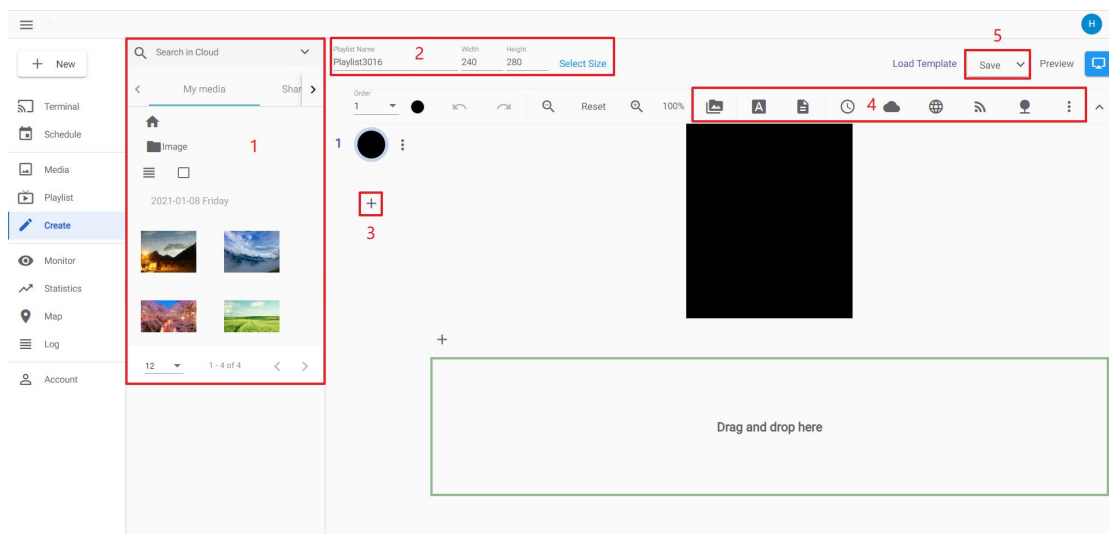 H
5
Search in Cloud
Playlist Name Width Height
Playlist3016 2 240 280 Select Size
Load Template Save Preview
New
My media Shar
Order
1 Reset 100% A 4
Terminal
Schedule
Image 1
1
Media
Playlist
2021-01-08 Friday
Create
3
Monitor
Statistics
Map
Log
12 1 - 4 of 4
Account
Drag and drop here